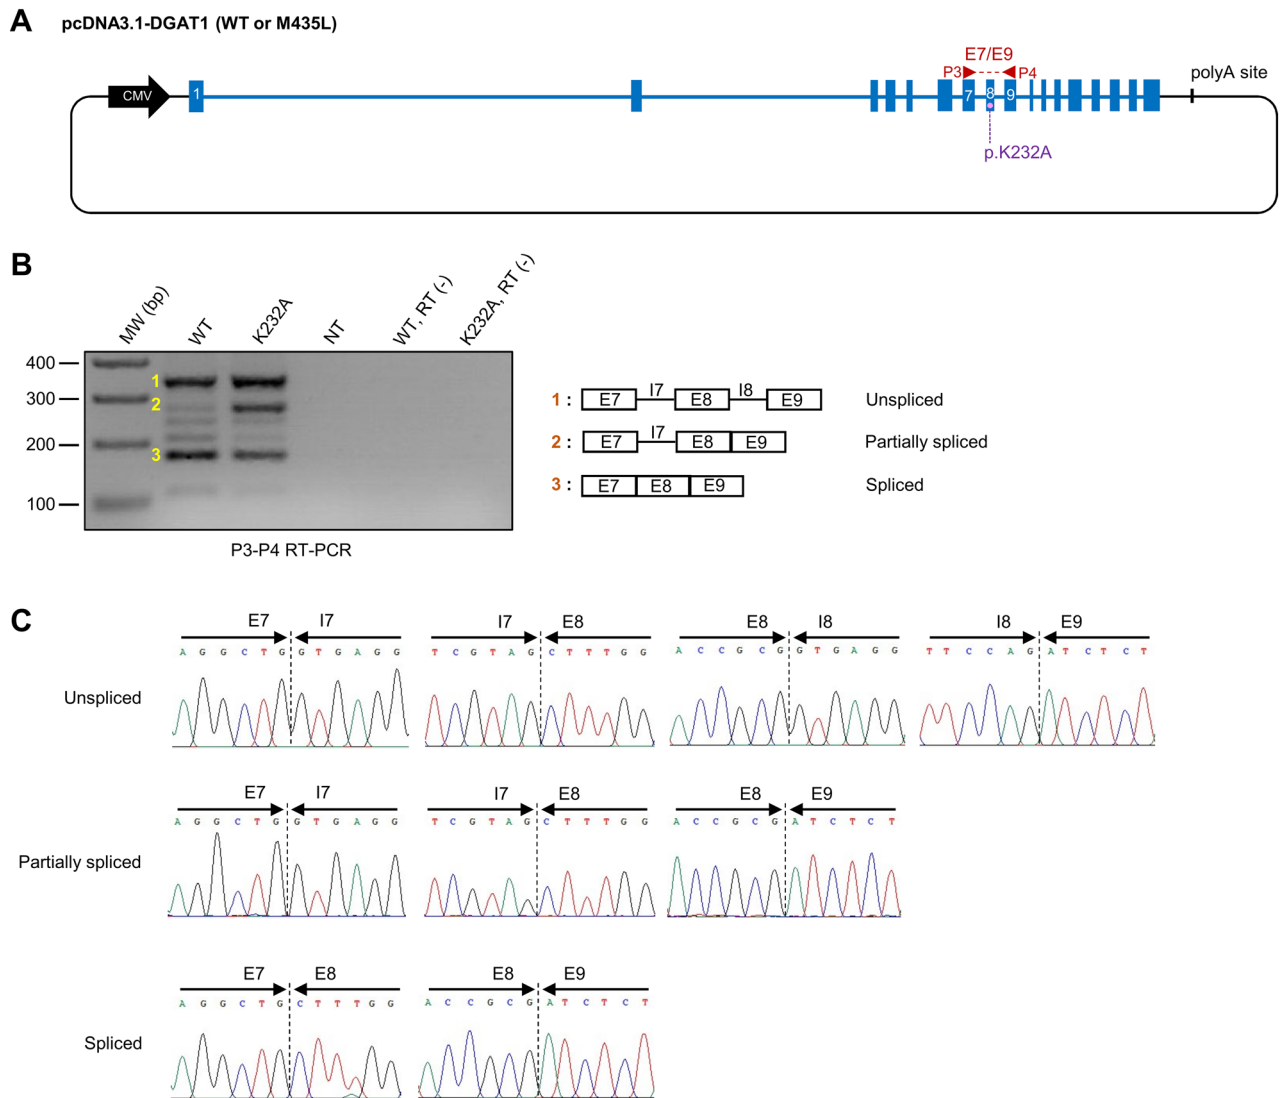 A pcDNA3.1-DGAT1 (WT or M435L)
E7/E9
P3 P4
polyA site
CMV 1 7 8 9
p.K232A
B
MW (bp) WT K232A NT WT, RT (-) K232A, RT (-)
400
300
200
100
1
2
3
P3-P4 RT-PCR
1 : E7 I7 E8 I8 E9 Unspliced
2 : E7 I7 E8 E9 Partially spliced
3 : E7 E8 E9 Spliced
C
E7 I7 I7 E8 E8 I8 I8 E9
A G G C T G G T G A G G T C G T A G C T T T G G A C C G C G G T G A G G T T C C A G A T C T C T
Unspliced
E7 I7 I7 E8 E8 E9
A G G C T G G T G A G G T C G T A G C T T T G G A C C G C G A T C T C T
Partially spliced
E7 E8 E8 E9
A G G C T G C T T T G G A C C G C G A T C T C T
Spliced